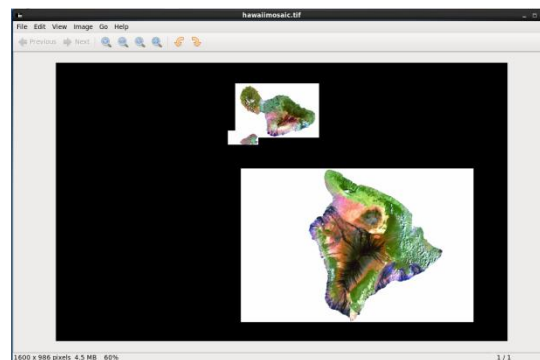 hawaiimosaic.tif
File Edit View Image Go Help
Previous Next
1600 x 986 pixels 4.5 MB 60% 1 / 1